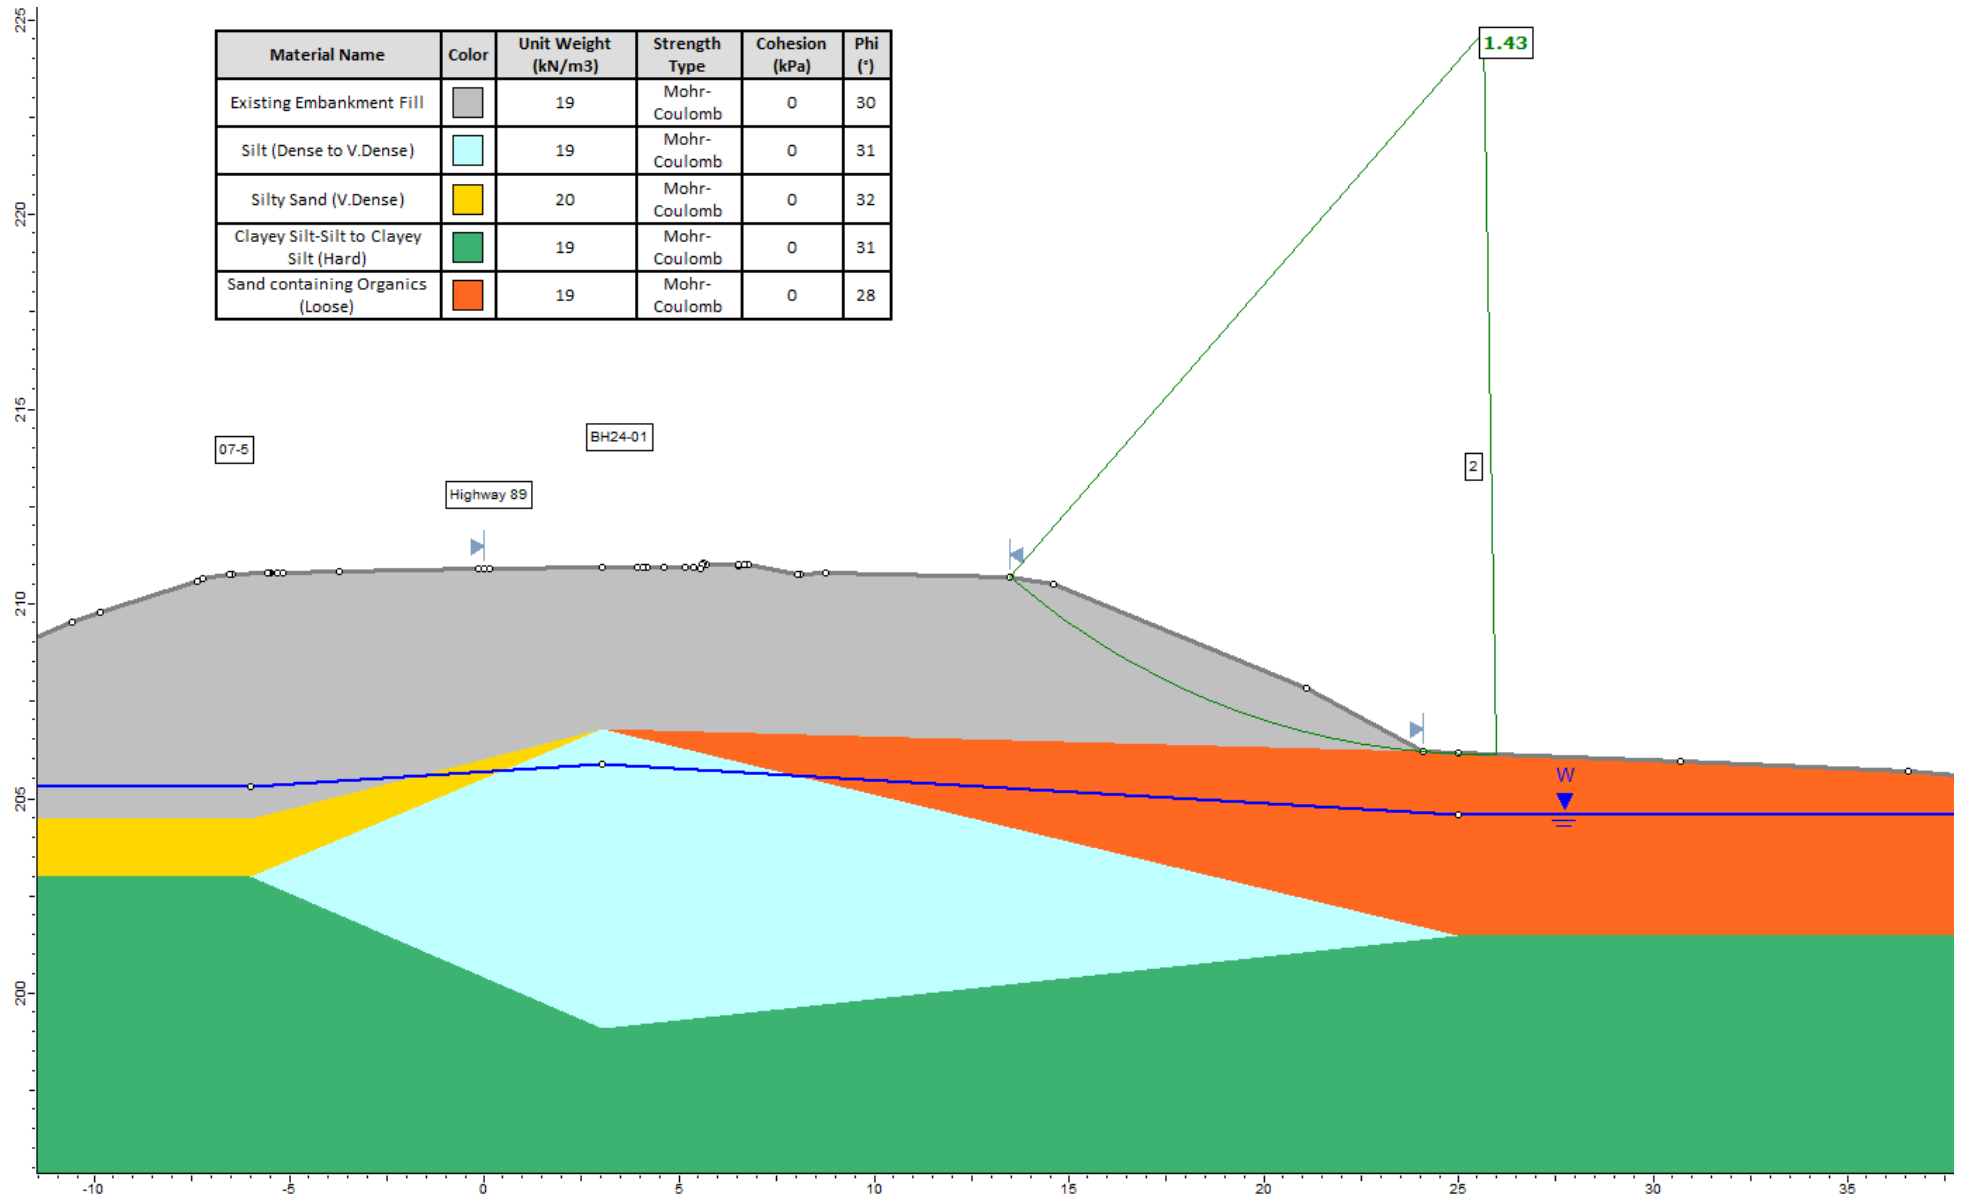 225
220
215
210
205
200
Material Name Color Unit Weight (kN/m3) Strength Type Cohesion (kPa) Phi (°)
Existing Embankment Fill 19 Mohr-Coulomb 0 30
Silt (Dense to V.Dense) 19 Mohr-Coulomb 0 31
Silty Sand (V.Dense) 20 Mohr-Coulomb 0 32
Clayey Silt-Silt to Clayey Silt (Hard) 19 Mohr-Coulomb 0 31
Sand containing Organics (Loose) 19 Mohr-Coulomb 0 28
1.43
07-5
BH24-01
Highway 89
2
W
-10 -5 0 5 10 15 20 25 30 35